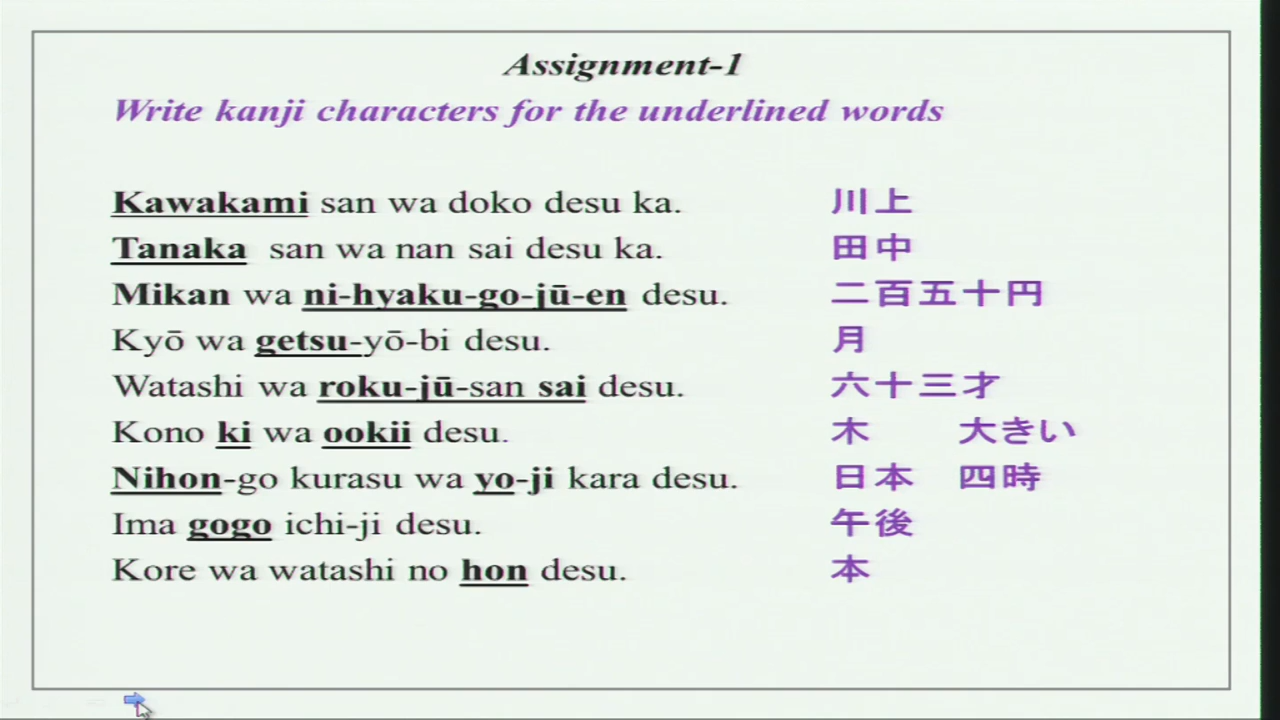 Assignment-1
Write kanji characters for the underlined words
Kawakami san wa doko desu ka. 川上
Tanaka san wa nan sai desu ka. 田中
Mikan wa ni-hyaku-go-jū-en desu. 二百五十円
Kyō wa getsu-yō-bi desu. 月
Watashi wa roku-jū-san sai desu. 六十三才
Kono ki wa ookii desu. 木 大きい
Nihon-go kurasu wa yo-ji kara desu. 日本 四時
Ima gogo ichi-ji desu. 午後
Kore wa watashi no hon desu. 本